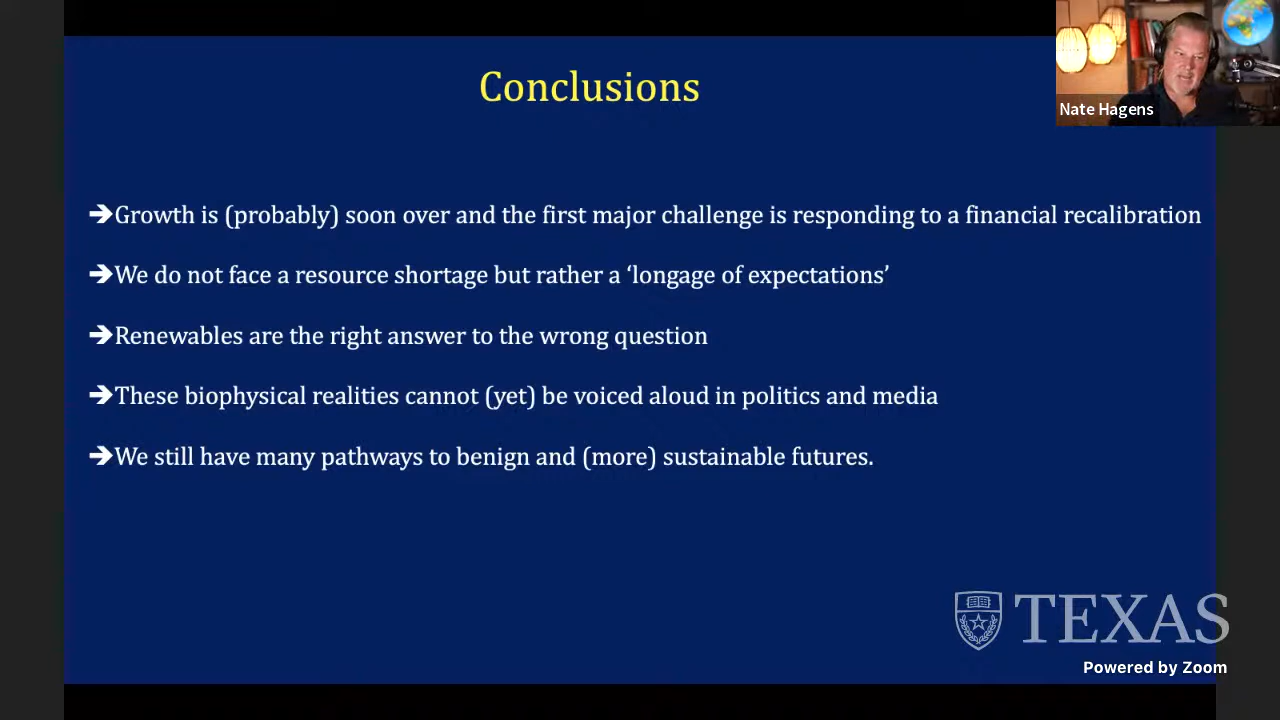 Conclusions
Nate Hagens
➔Growth is (probably) soon over and the first major challenge is responding to a financial recalibration
➔We do not face a resource shortage but rather a ‘longage of expectations’
➔Renewables are the right answer to the wrong question
➔These biophysical realities cannot (yet) be voiced aloud in politics and media
➔We still have many pathways to benign and (more) sustainable futures.
TEXAS
Powered by Zoom